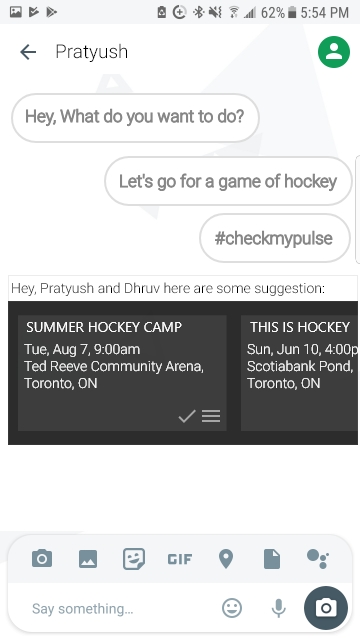 62% 5:54 PM
Pratyush
Hey, What do you want to do?
Let's go for a game of hockey
#checkmypulse
Hey, Pratyush and Dhruv here are some suggestion:
SUMMER HOCKEY CAMP
Tue, Aug 7, 9:00am
Ted Reeve Community Arena,
Toronto, ON
THIS IS HOCKEY
Sun, Jun 10, 4:00p
Scotiabank Pond,
Toronto, ON
GIF
Say something...